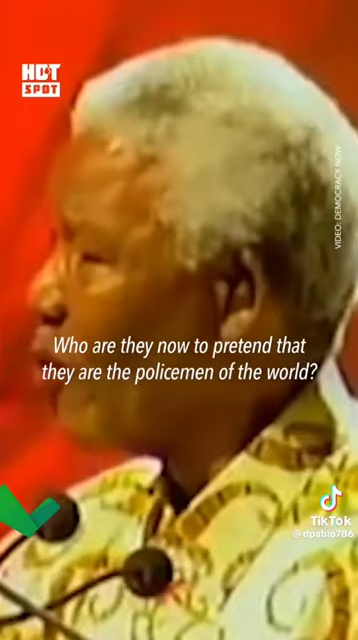 HOT
SPOT
VIDEO: DEMOCRACY NOW
Who are they now to pretend that
they are the policemen of the world?
TikTok
@dpablo786